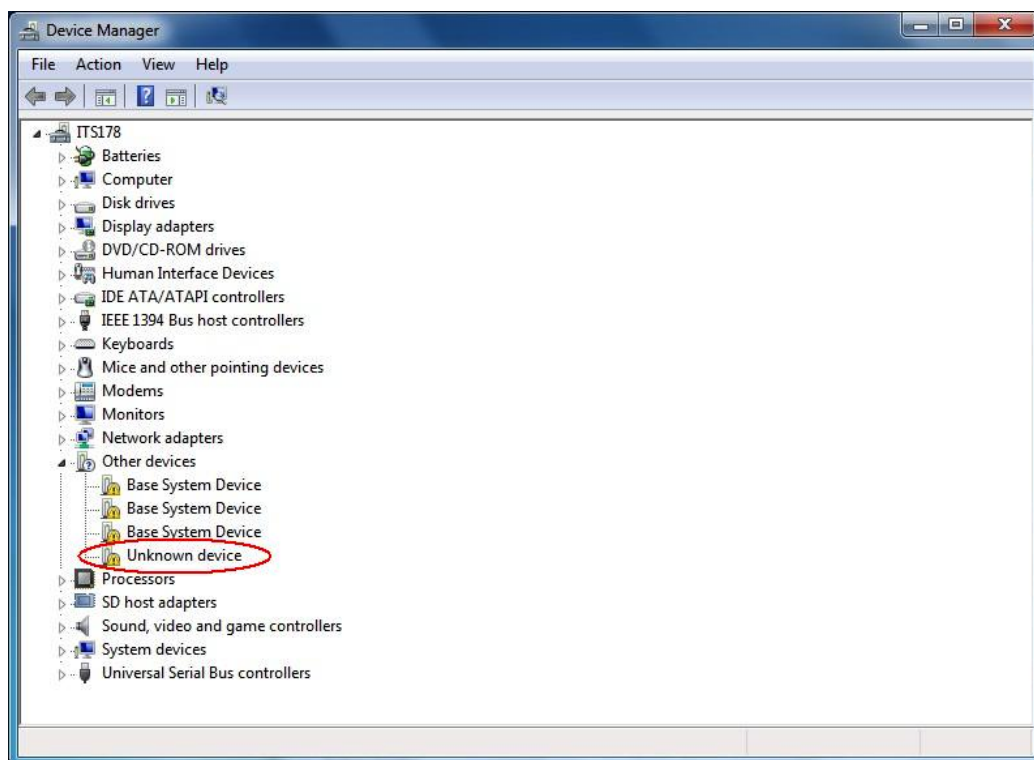 Device Manager
File Action View Help
ITS178
Batteries
Computer
Disk drives
Display adapters
DVD/CD-ROM drives
Human Interface Devices
IDE ATA/ATAPI controllers
IEEE 1394 Bus host controllers
Keyboards
Mice and other pointing devices
Modems
Monitors
Network adapters
Other devices
Base System Device
Base System Device
Base System Device
Unknown device
Processors
SD host adapters
Sound, video and game controllers
System devices
Universal Serial Bus controllers